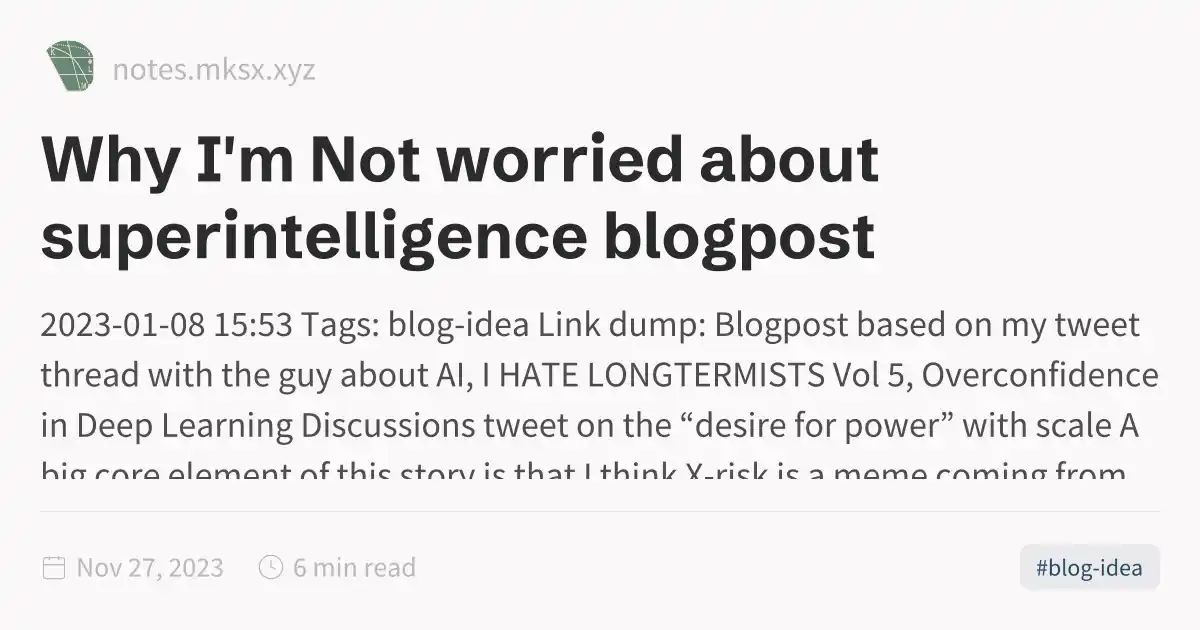 notes.mksx.xyz
Why I'm Not worried about
superintelligence blogpost
2023-01-08 15:53 Tags: blog-idea Link dump: Blogpost based on my tweet
thread with the guy about AI, I HATE LONGTERMISTS Vol 5, Overconfidence
in Deep Learning Discussions tweet on the “desire for power” with scale A
big core element of this story is that I think X-risk is a meme coming from
Nov 27, 2023
6 min read
#blog-idea